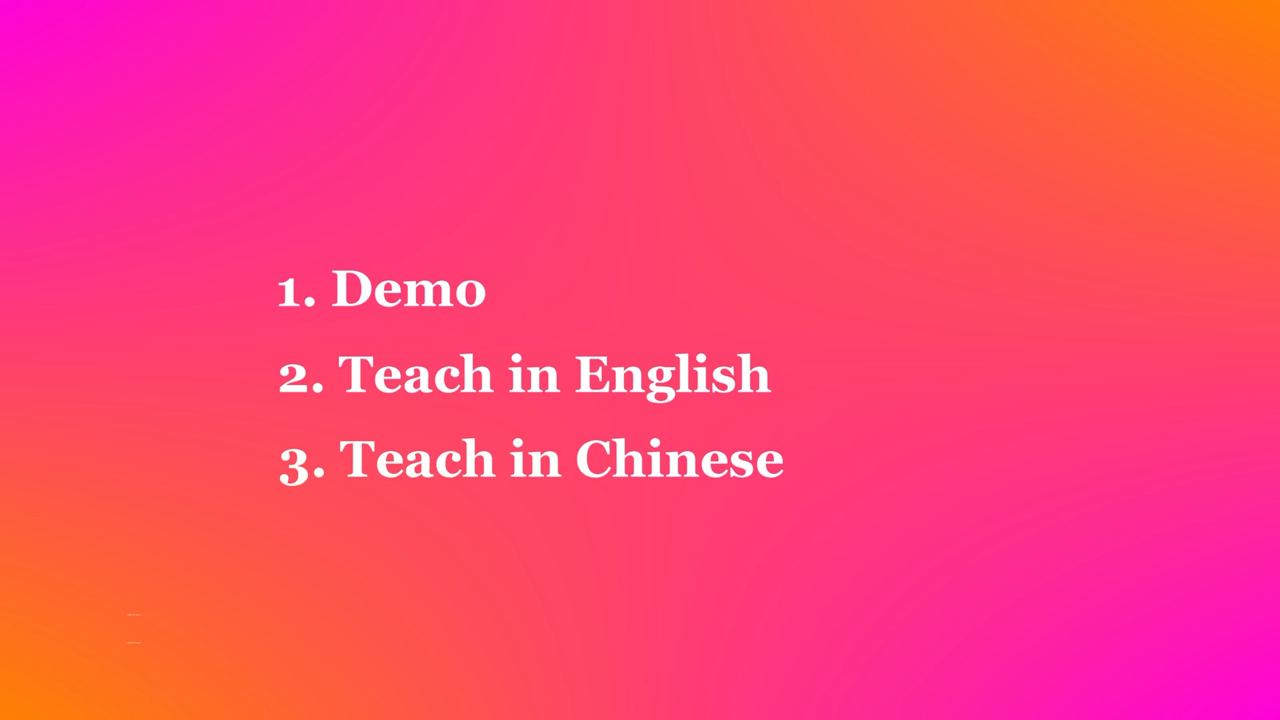 1. Demo
2. Teach in English
3. Teach in Chinese